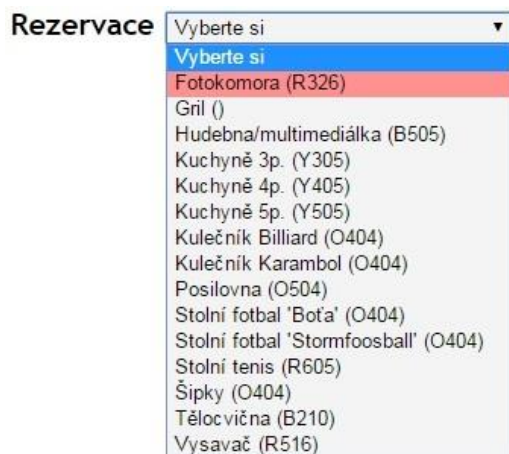 Rezervace Vyberte si
Vyberte si
Fotokomora (R326)
Gril ()
Hudebna/multimediálka (B505)
Kuchyně 3p. (Y305)
Kuchyně 4p. (Y405)
Kuchyně 5p. (Y505)
Kulečník Billiard (O404)
Kulečník Karambol (O404)
Posilovna (O504)
Stolní fotbal 'Boťa' (O404)
Stolní fotbal 'Stormfoosball' (O404)
Stolní tenis (R605)
Šipky (O404)
Tělocvična (B210)
Vysavač (R516)